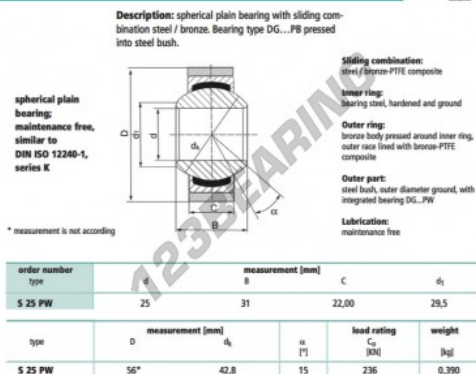 Description: spherical plain bearing with sliding com-
bination steel / bronze. Bearing type DG...PB pressed
into steel bush.
spherical plain
bearing;
maintenance free,
similar to
DIN ISO 12240-1,
series K
* measurement is not according
D
d₁
d
dₖ
C
B
α
Sliding combination:
steel / bronze-PTFE composite
Inner ring:
bearing steel, hardened and ground
Outer ring:
bronze body pressed around inner ring,
outer race lined with bronze-PTFE
composite
Outer part:
steel bush, outer diameter ground, with
integrated bearing DG...PW
Lubrication:
maintenance free
123BEARING
order number measurement [mm]
type d B C d₁
S 25 PW 25 31 22,00 29,5
measurement [mm] load rating weight
type D dₖ α C₀
[°] [KN] [kg]
S 25 PW 56* 42,8 15 236 0,390